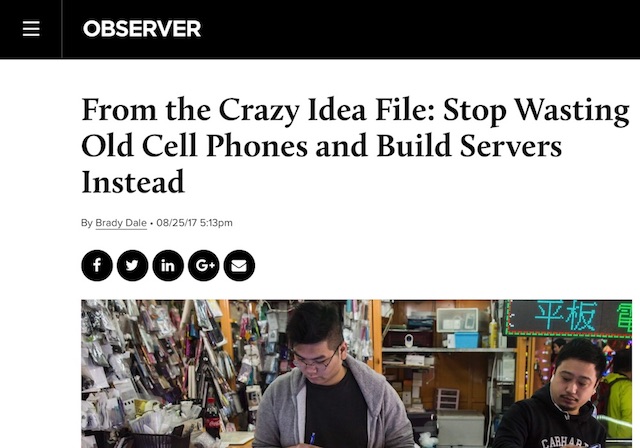 OBSERVER
From the Crazy Idea File: Stop Wasting
Old Cell Phones and Build Servers
Instead
By Brady Dale • 08/25/17 5:13pm
f in G+
平板 電
CARHARTT